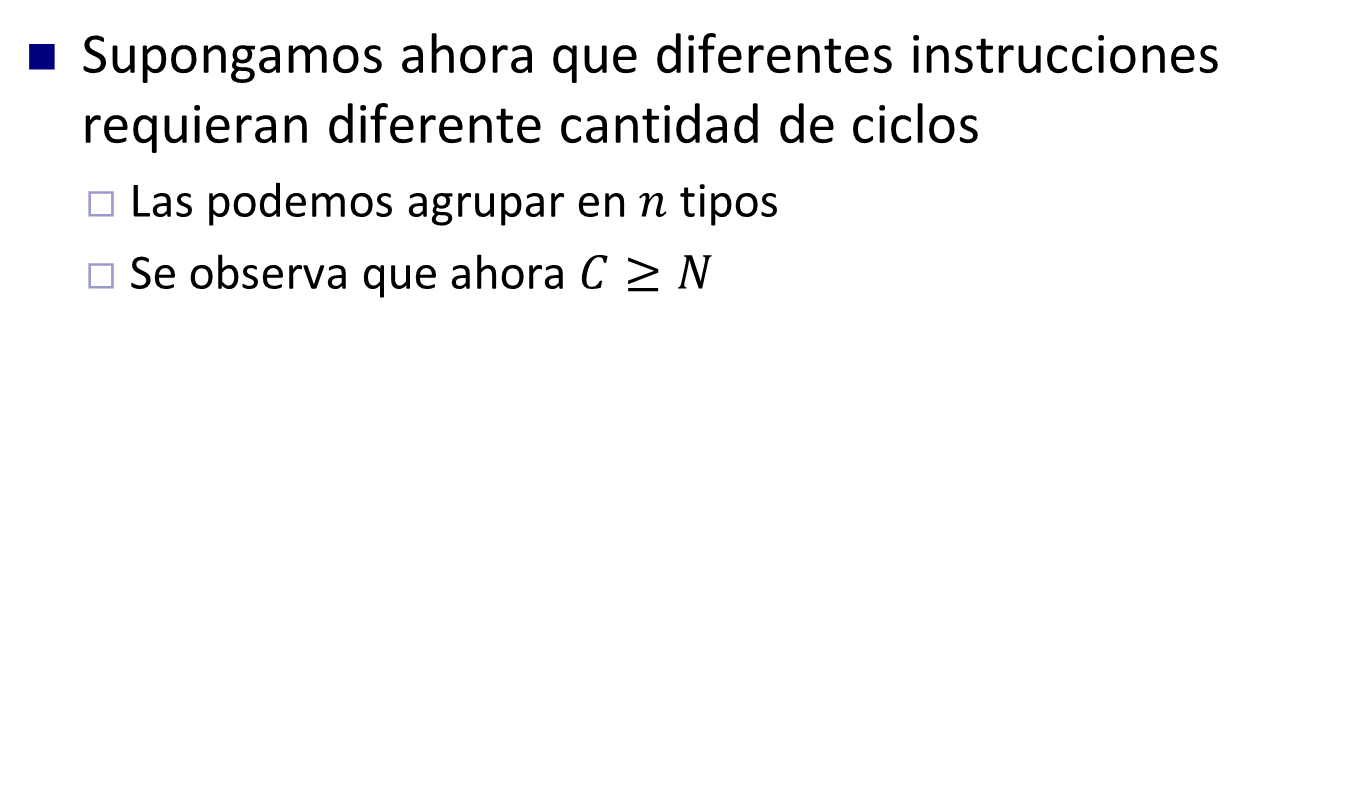 Supongamos ahora que diferentes instrucciones
requieran diferente cantidad de ciclos
Las podemos agrupar en n tipos
Se observa que ahora C ≥ N